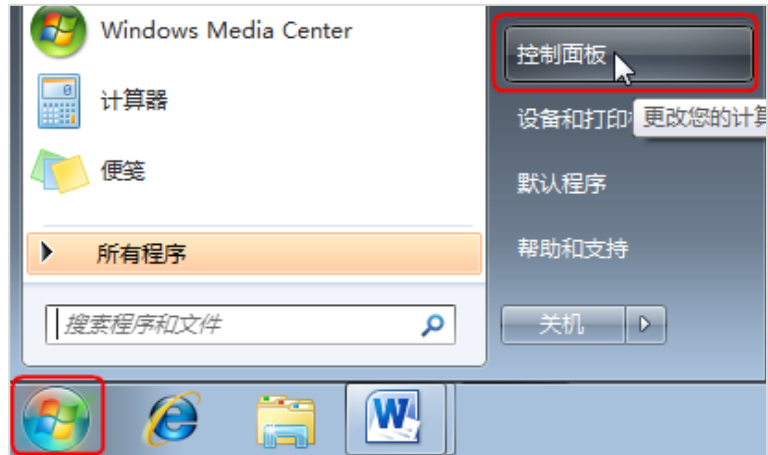 Windows Media Center
计算器
便笺
所有程序
搜索程序和文件
控制面板
设备和打印
更改您的计
默认程序
帮助和支持
关机